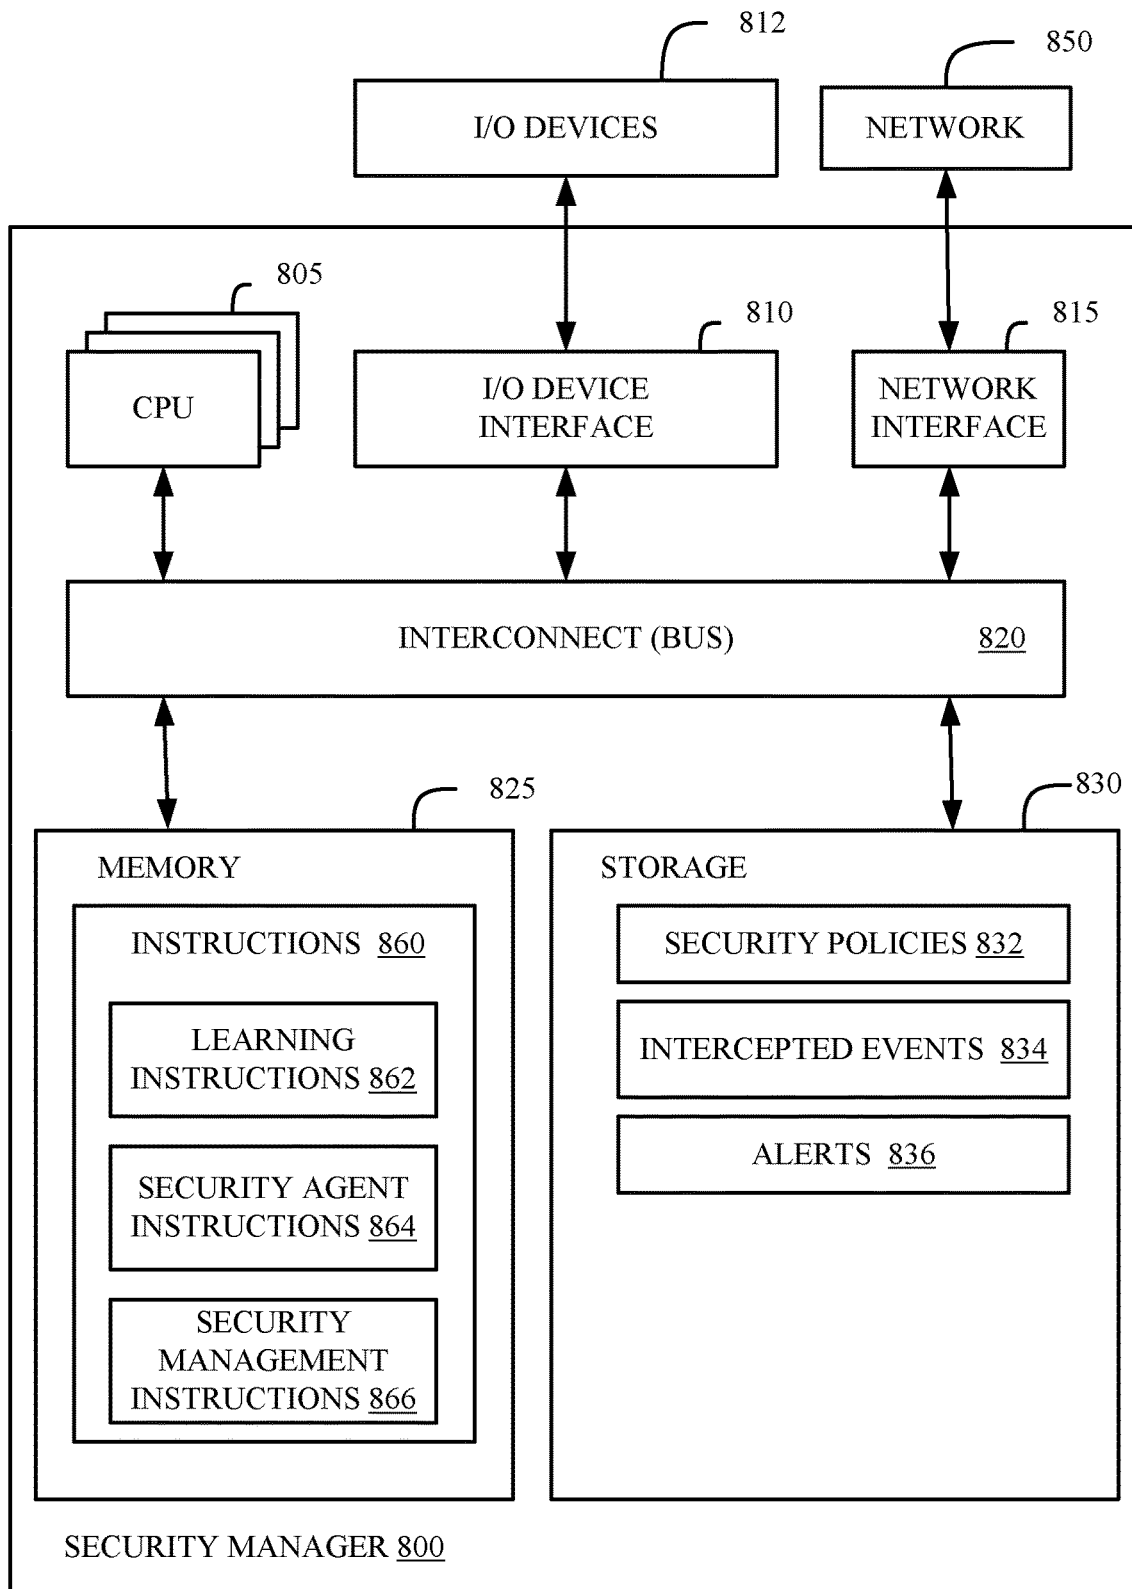 812
850
I/O DEVICES
NETWORK
805
810
815
CPU
I/O DEVICE
INTERFACE
NETWORK
INTERFACE
INTERCONNECT (BUS) 820
825
830
MEMORY
INSTRUCTIONS 860
LEARNING
INSTRUCTIONS 862
SECURITY AGENT
INSTRUCTIONS 864
SECURITY
MANAGEMENT
INSTRUCTIONS 866
STORAGE
SECURITY POLICIES 832
INTERCEPTED EVENTS 834
ALERTS 836
SECURITY MANAGER 800